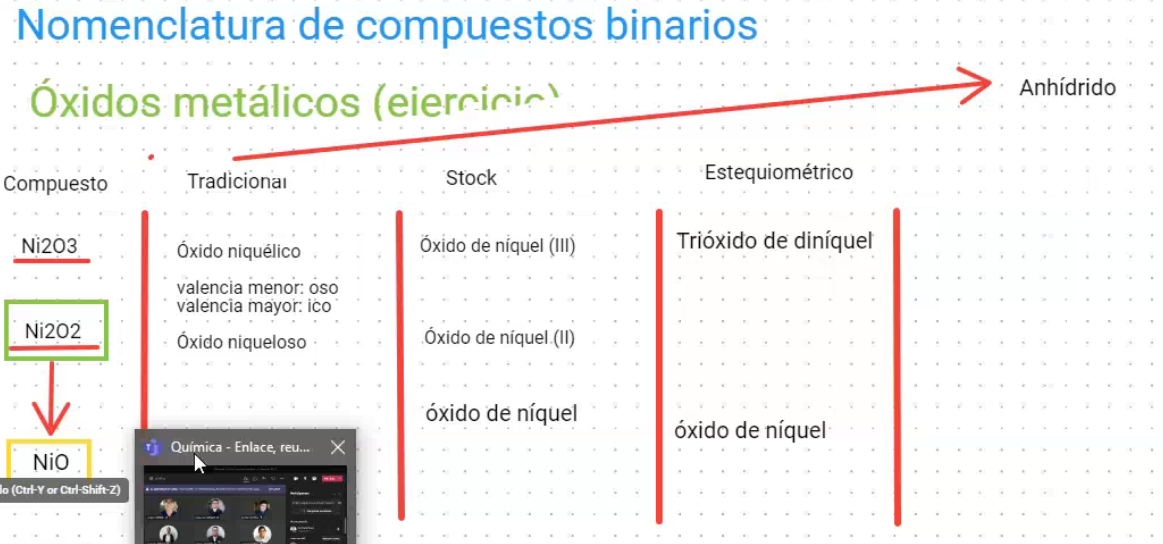 Nomenclatura de compuestos binarios
Óxidos metálicos (ejercicio)
Anhídrido
Compuesto
Tradicional
Stock
Estequiométrico
Ni2O3
Óxido niquélico
Óxido de níquel (III)
Trióxido de diníquel
valencia menor: oso
valencia mayor: ico
Ni2O2
Óxido niqueloso
Óxido de níquel (II)
óxido de níquel
óxido de níquel
NiO
Química - Enlace, reu...
do (Ctrl-Y or Ctrl-Shift-Z)